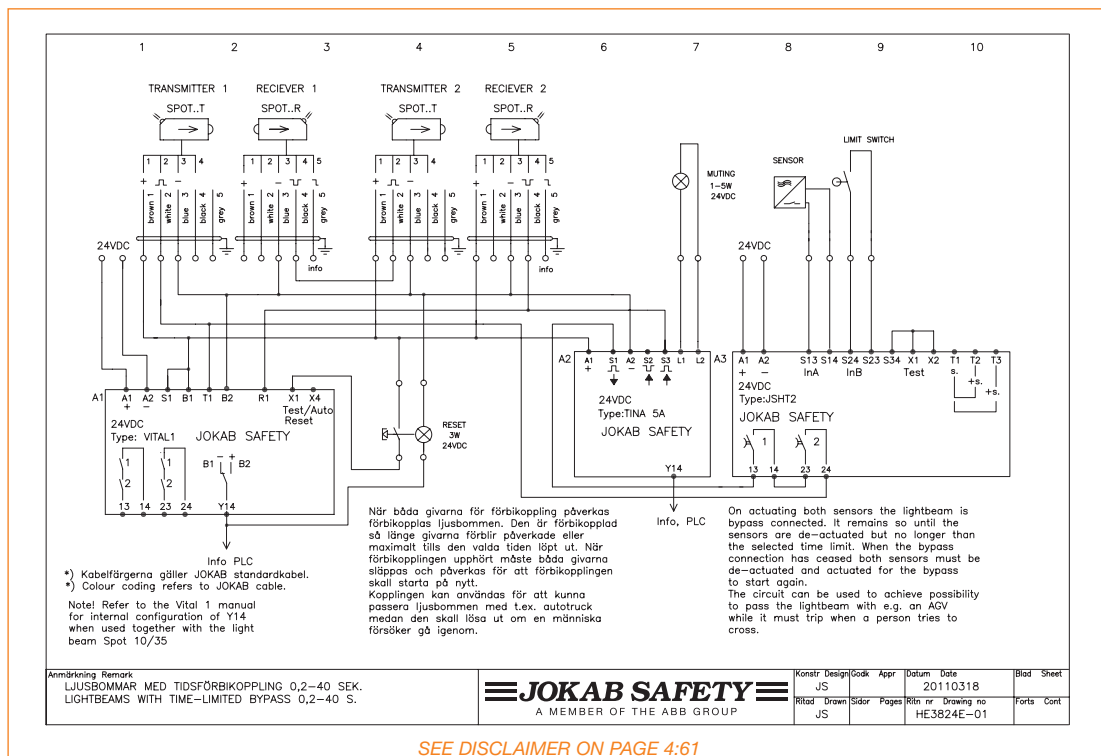 1 2 3 4 5 6 7 8 9 10
TRANSMITTER 1 RECIEVER 1 TRANSMITTER 2 RECIEVER 2
SPOT..T SPOT..R SPOT..T SPOT..R
LIMIT SWITCH
SENSOR
MUTING
1-5W
24VDC
1 2 3 4 1 2 3 4 5 1 2 3 4 1 2 3 4 5
+ − + − + − + −
brown 1 white 2 blue 3 black 4 grey 5
brown 1 white 2 blue 3 black 4 grey 5
brown 1 white 2 blue 3 black 4 grey 5
brown 1 white 2 blue 3 black 4 grey 5
24VDC
info
info
24VDC
A1
A1 A2 S1 B1 T1 B2 R1 X1 X4
+ −
Test/Auto
Reset
24VDC
Type: VITAL1
JOKAB SAFETY
1 1
2 2
B1 − + B2
13 14 23 24 Y14
Info PLC
RESET
3W
24VDC
A2
A1 S1 A2 S2 S3 L1 L2
+ −
24VDC
Type:TINA 5A
JOKAB SAFETY
Y14
Info, PLC
A3
A1 A2 S13 S14 S24 S23 S34 X1 X2 T1 T2 T3
+ − InA InB Test s. +s. +s.
24VDC
Type:JSHT2
JOKAB SAFETY
1 2
13 14 23 24
*) Kabelfärgerna gäller JOKAB standardkabel.
*) Colour coding refers to JOKAB cable.
Note! Refer to the Vital 1 manual
for internal configuration of Y14
when used together with the light
beam Spot 10/35
När båda givarna för förbikoppling påverkas
förbikopplas ljusbommen. Den är förbikopplad
så länge givarna förblir påverkade eller
maximalt tills den valda tiden löpt ut. När
förbikopplingen upphört måste båda givarna
släppas och påverkas för att förbikopplingen
skall starta på nytt.
Kopplingen kan användas för att kunna
passera ljusbommen med t.ex. autotruck
medan den skall lösa ut om en människa
försöker gå igenom.
On actuating both sensors the lightbeam is
bypass connected. It remains so until the
sensors are de-actuated but no longer than
the selected time limit. When the bypass
connection has ceased both sensors must be
de-actuated and actuated for the bypass
to start again.
The circuit can be used to achieve possibility
to pass the lightbeam with e.g. an AGV
while it must trip when a person tries to
cross.
Anmärkning Remark
LJUSBOMMAR MED TIDSFÖRBIKOPPLING 0,2-40 SEK.
LIGHTBEAMS WITH TIME-LIMITED BYPASS 0,2-40 S.
JOKAB SAFETY
A MEMBER OF THE ABB GROUP
Konstr Design Godk Appr Datum Date Blad Sheet
JS 20110318
Ritad Drawn Sidor Pages Ritn nr Drawing no Forts Cont
JS HE3824E-01
SEE DISCLAIMER ON PAGE 4:61